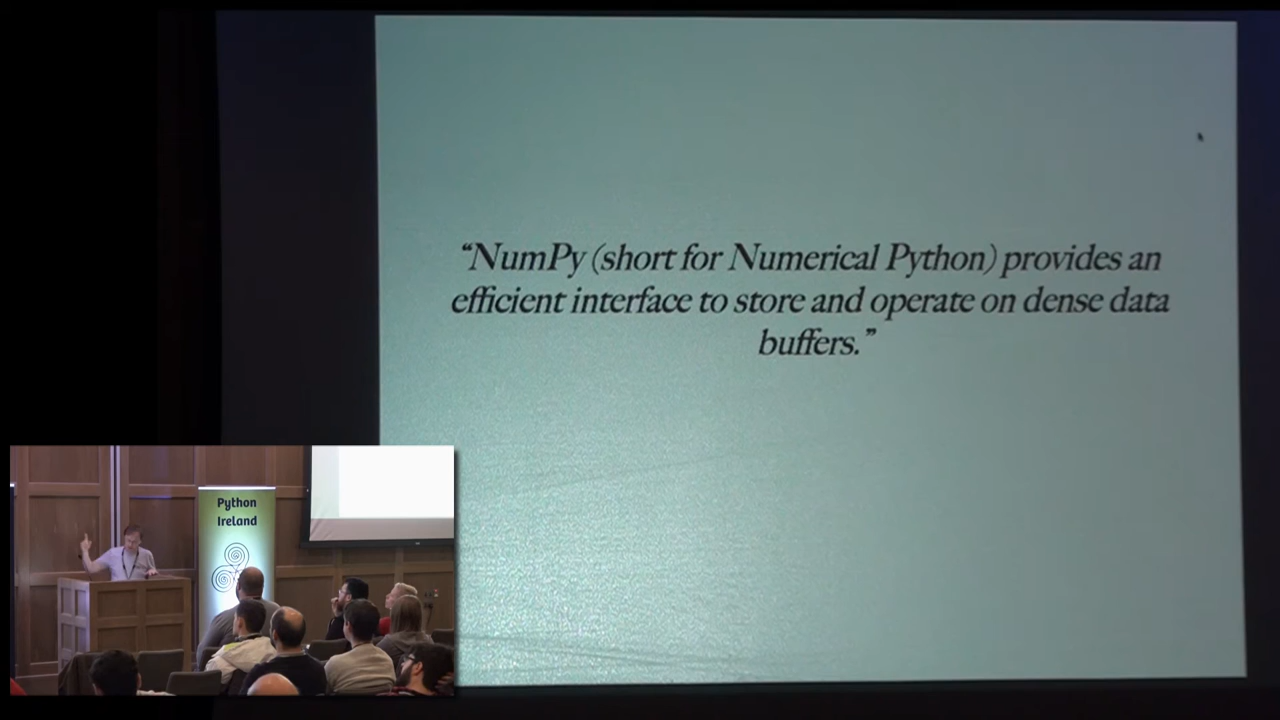 “NumPy (short for Numerical Python) provides an
efficient interface to store and operate on dense data
buffers.”
Python
Ireland